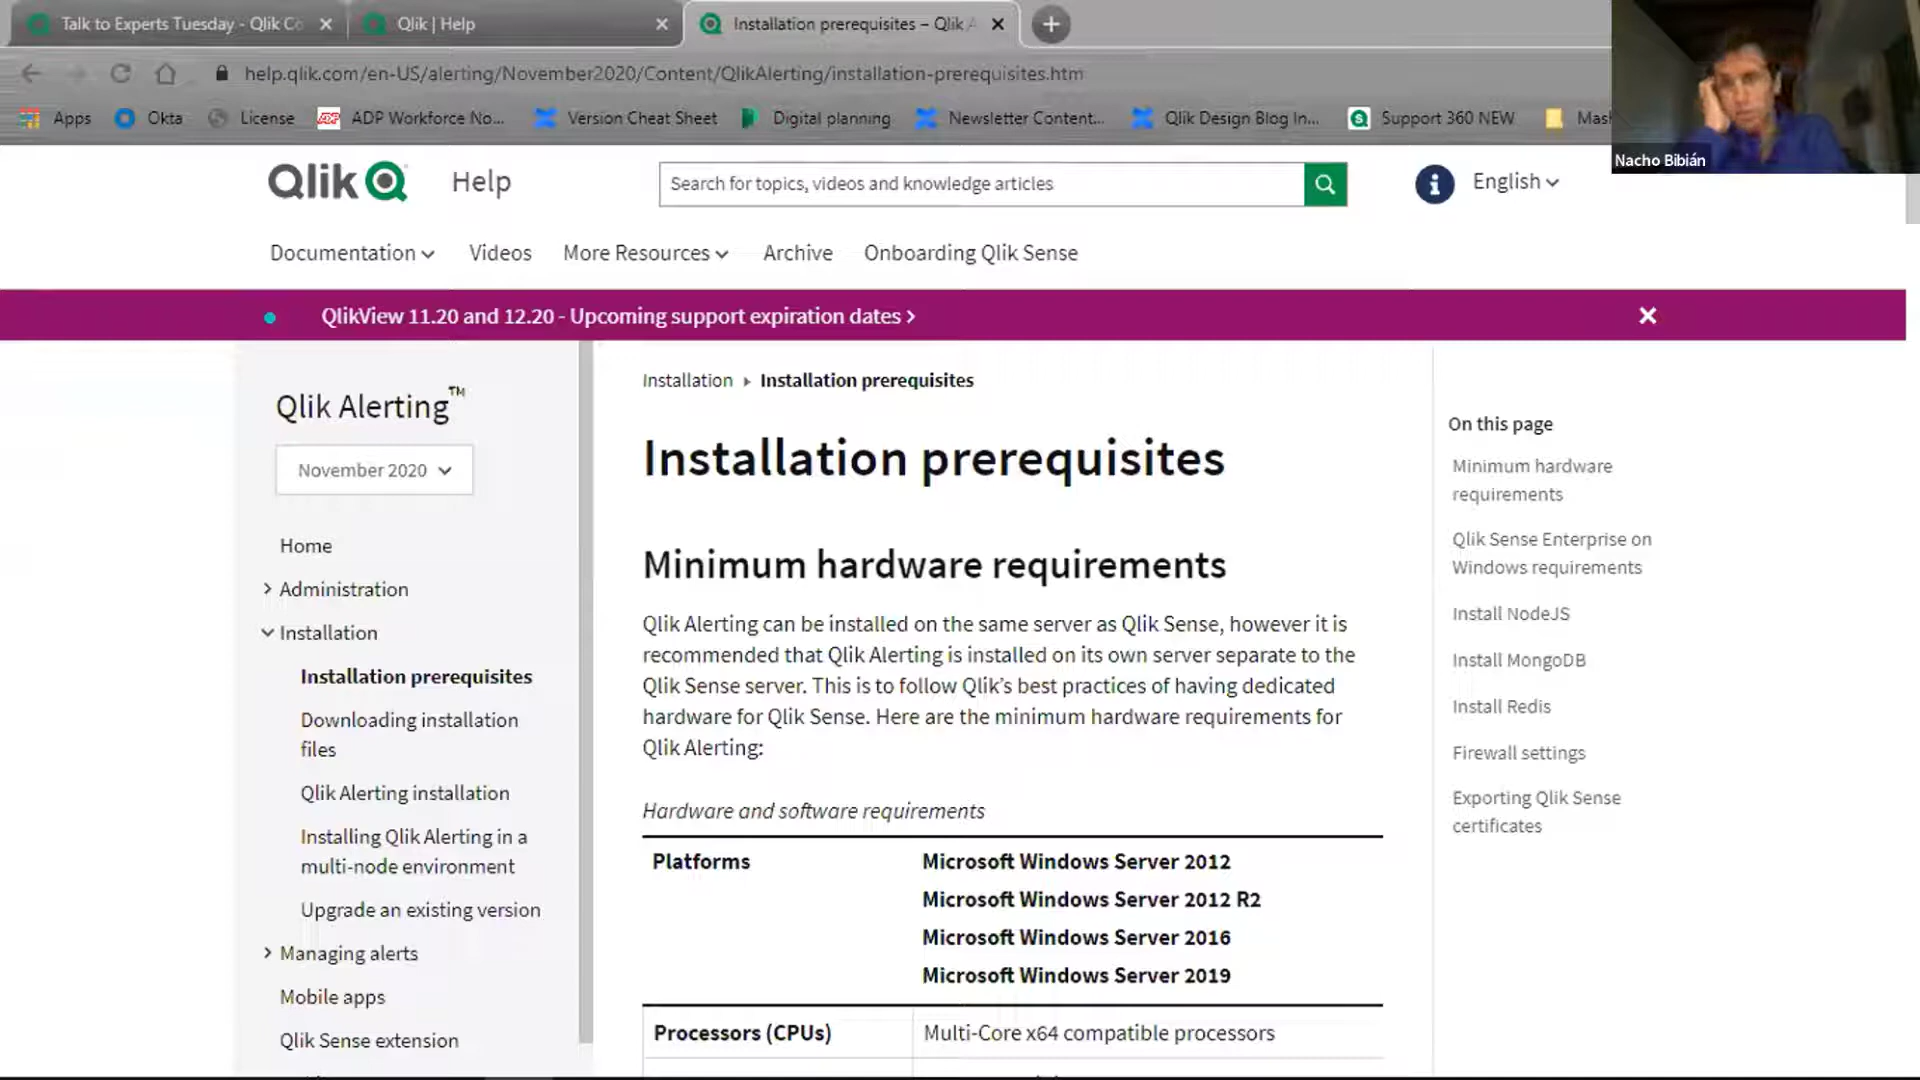 Talk to Experts Tuesday - Qlik Co
Qlik | Help
Installation prerequisites – Qlik A
help.qlik.com/en-US/alerting/November2020/Content/QlikAlerting/installation-prerequisites.htm
Apps
Okta
License
ADP Workforce No...
Version Cheat Sheet
Digital planning
Newsletter Content...
Qlik Design Blog In...
Support 360 NEW
Mas
Nacho Bibián
Qlik
Help
Search for topics, videos and knowledge articles
English
Documentation
Videos
More Resources
Archive
Onboarding Qlik Sense
QlikView 11.20 and 12.20 - Upcoming support expiration dates >
Qlik Alerting™
November 2020
Home
Administration
Installation
Installation prerequisites
Downloading installation
files
Qlik Alerting installation
Installing Qlik Alerting in a
multi-node environment
Upgrade an existing version
Managing alerts
Mobile apps
Qlik Sense extension
Installation ▸ Installation prerequisites
Installation prerequisites
Minimum hardware requirements
Qlik Alerting can be installed on the same server as Qlik Sense, however it is
recommended that Qlik Alerting is installed on its own server separate to the
Qlik Sense server. This is to follow Qlik’s best practices of having dedicated
hardware for Qlik Sense. Here are the minimum hardware requirements for
Qlik Alerting:
Hardware and software requirements
Platforms
Microsoft Windows Server 2012
Microsoft Windows Server 2012 R2
Microsoft Windows Server 2016
Microsoft Windows Server 2019
Processors (CPUs)
Multi-Core x64 compatible processors
On this page
Minimum hardware
requirements
Qlik Sense Enterprise on
Windows requirements
Install NodeJS
Install MongoDB
Install Redis
Firewall settings
Exporting Qlik Sense
certificates